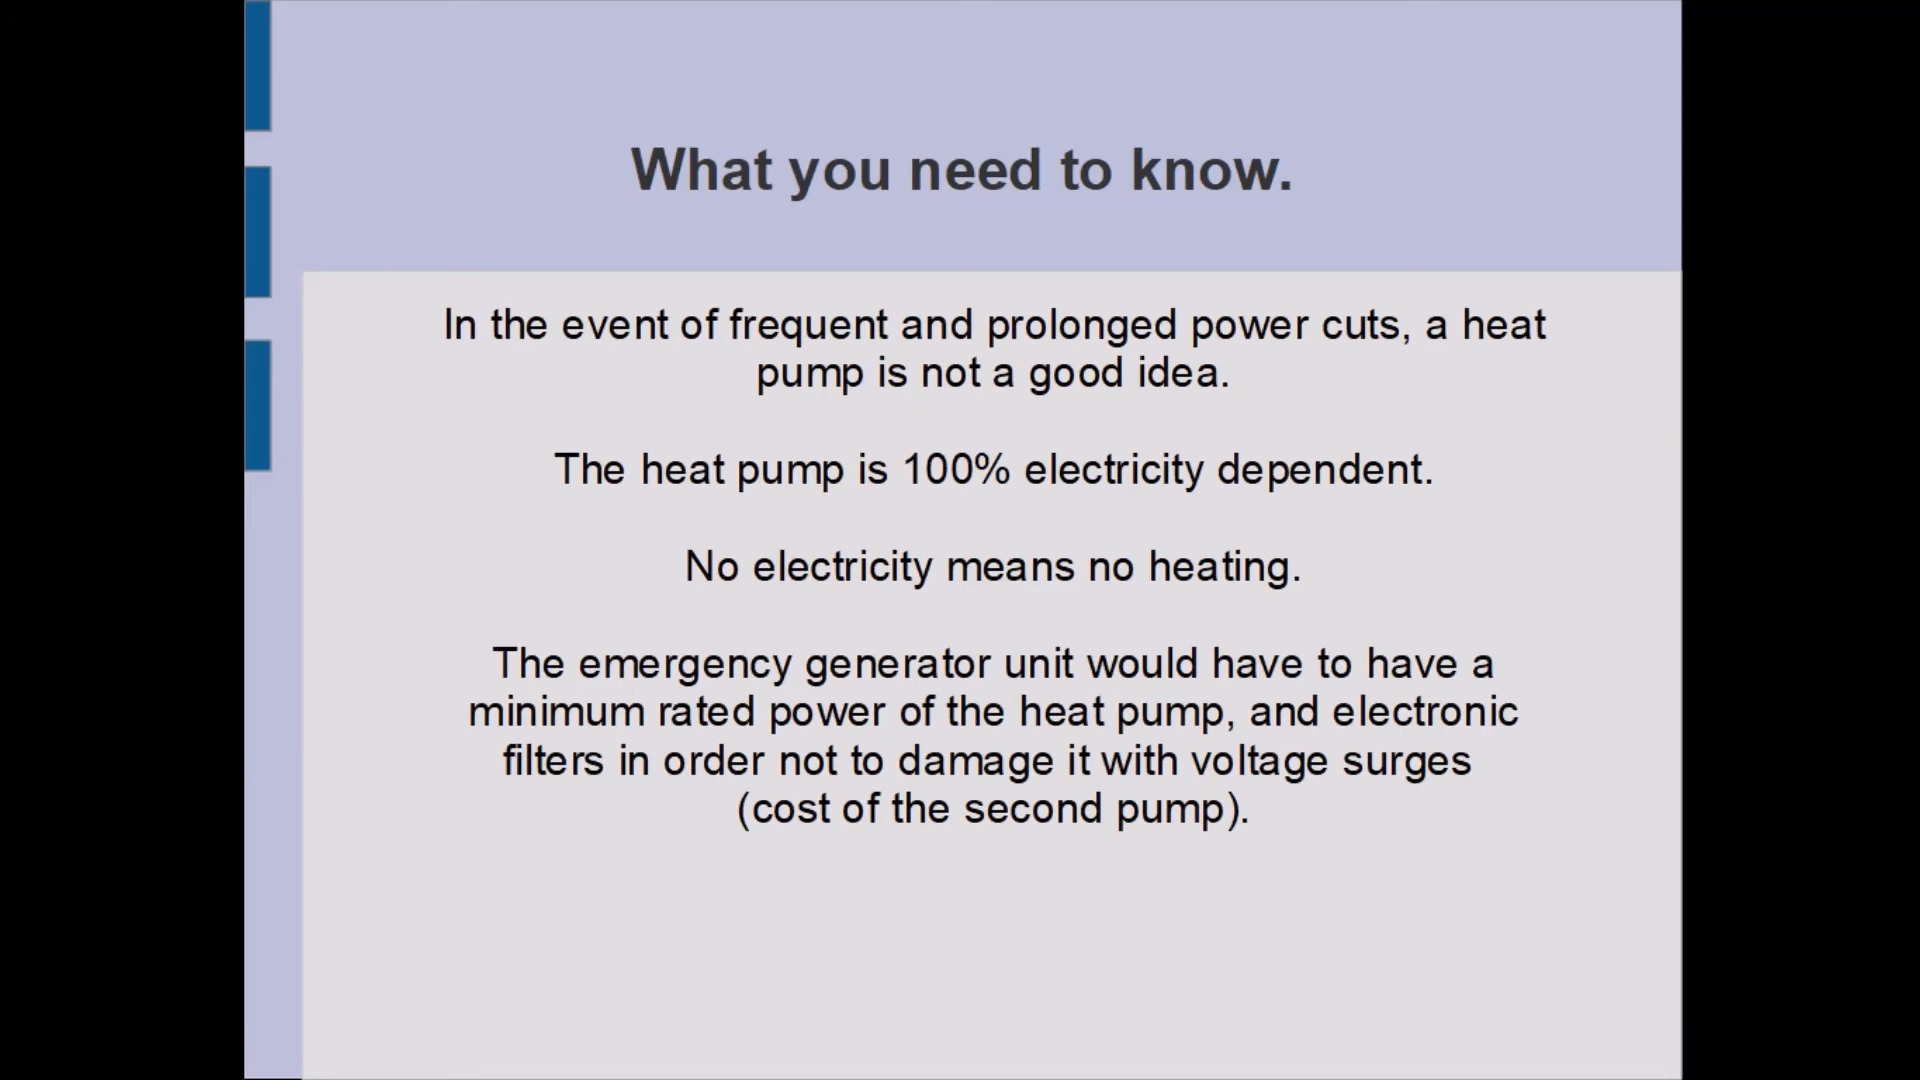 What you need to know.
In the event of frequent and prolonged power cuts, a heat
pump is not a good idea.
The heat pump is 100% electricity dependent.
No electricity means no heating.
The emergency generator unit would have to have a
minimum rated power of the heat pump, and electronic
filters in order not to damage it with voltage surges
(cost of the second pump).